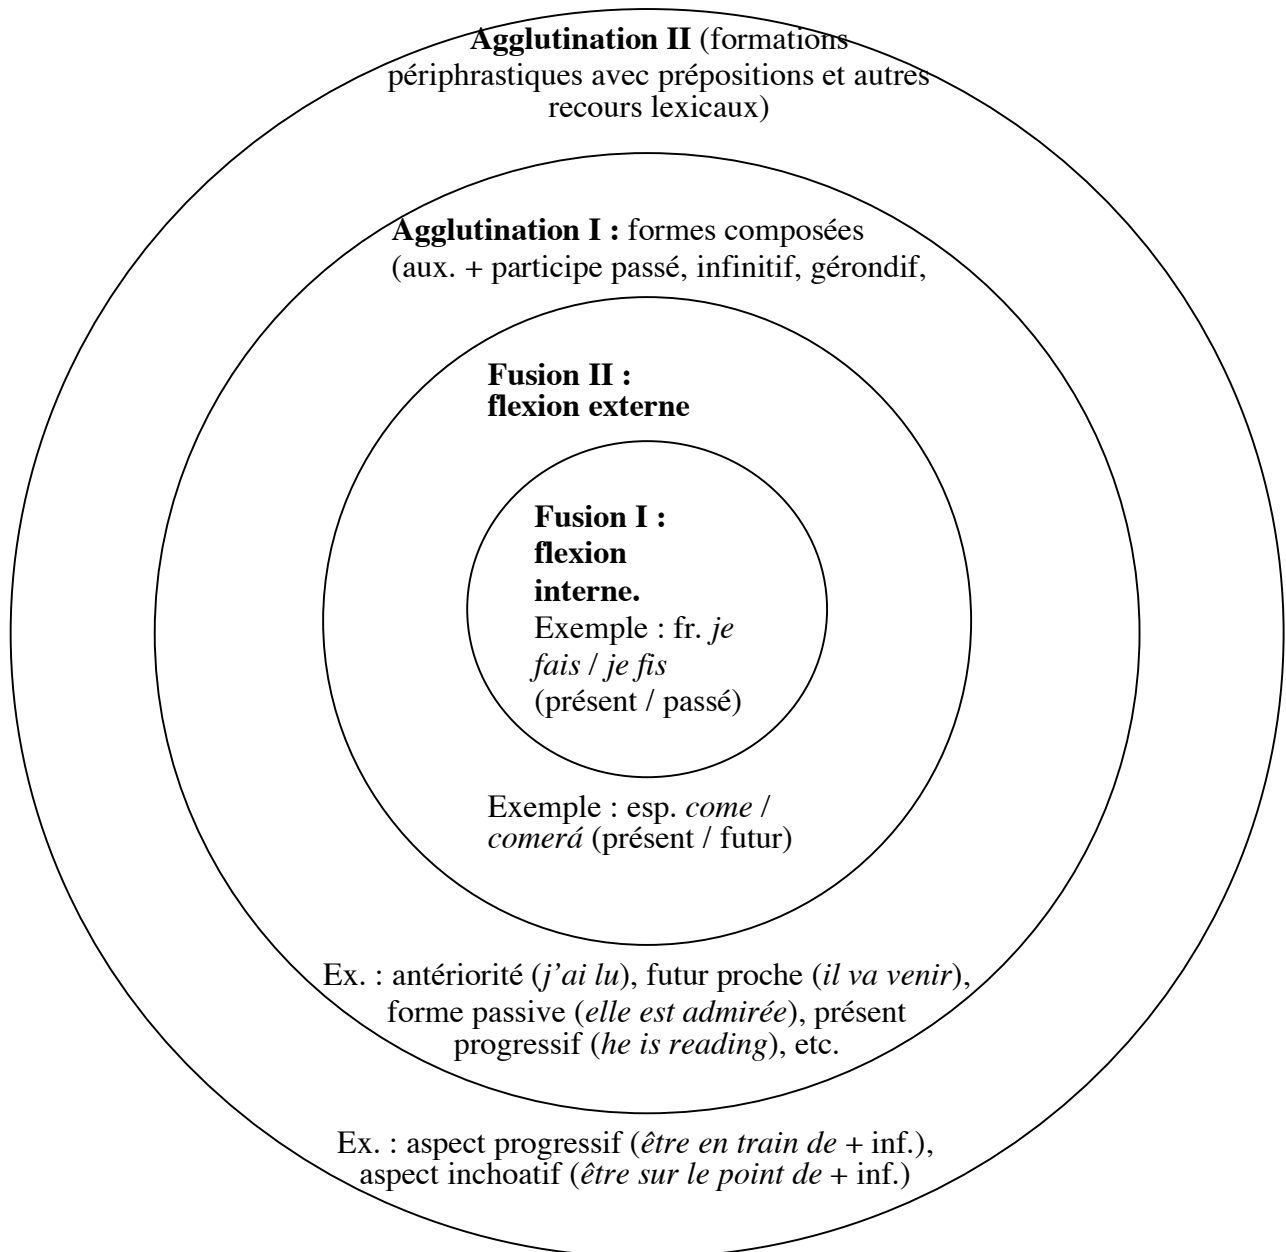 Agglutination II (formations
périphrastiques avec prépositions et autres
recours lexicaux)
Agglutination I : formes composées
(aux. + participe passé, infinitif, gérondif,
Fusion II :
flexion externe
Fusion I :
flexion
interne.
Exemple : fr. je
fais / je fis
(présent / passé)
Exemple : esp. come /
comerá (présent / futur)
Ex. : antériorité (j’ai lu), futur proche (il va venir),
forme passive (elle est admirée), présent
progressif (he is reading), etc.
Ex. : aspect progressif (être en train de + inf.),
aspect inchoatif (être sur le point de + inf.)